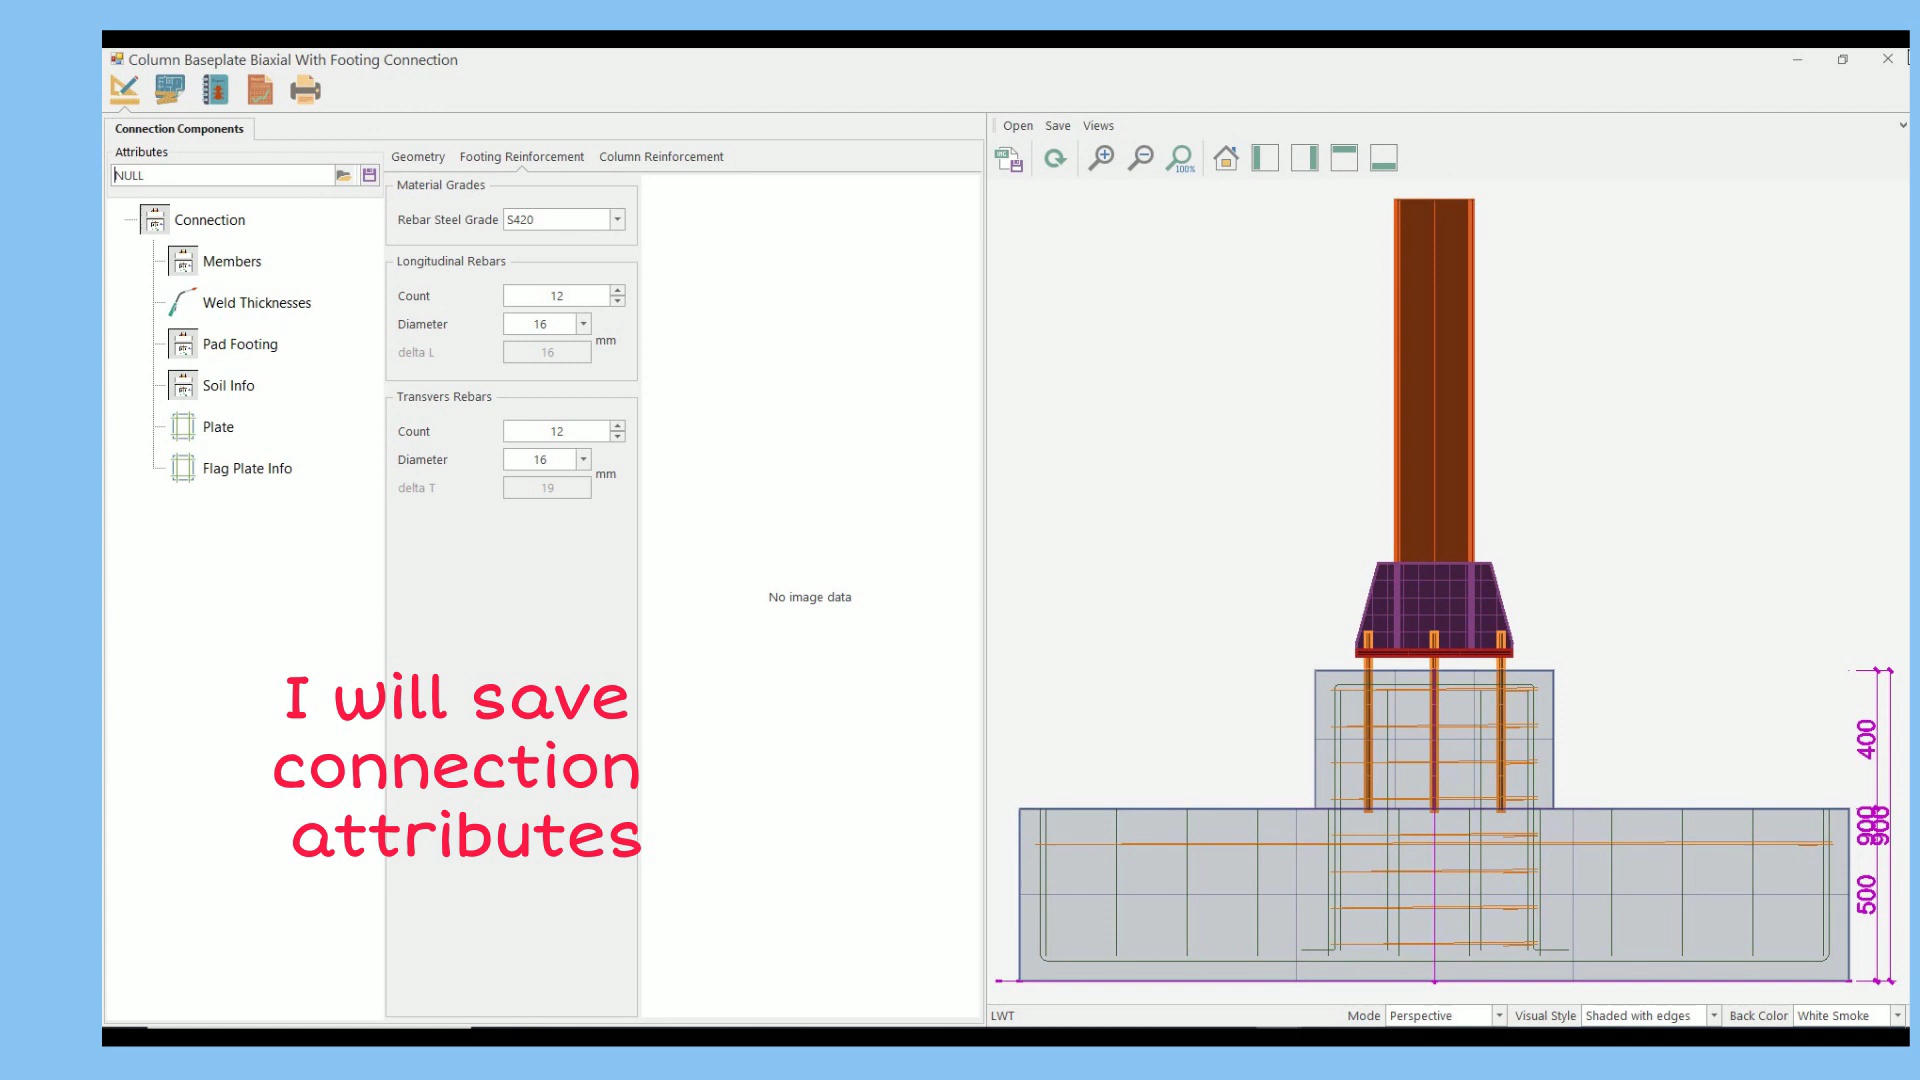 Column Baseplate Biaxial With Footing Connection
Connection Components
Attributes
NULL
Connection
Members
Weld Thicknesses
Pad Footing
Soil Info
Plate
Flag Plate Info
Geometry Footing Reinforcement Column Reinforcement
Material Grades
Rebar Steel Grade S420
Longitudinal Rebars
Count 12
Diameter 16
mm
delta L 16
Transvers Rebars
Count 12
Diameter 16
mm
delta T 19
No image data
I will save
connection
attributes
Open Save Views
100%
400
900
900
500
LWT Mode Perspective Visual Style Shaded with edges Back Color White Smoke